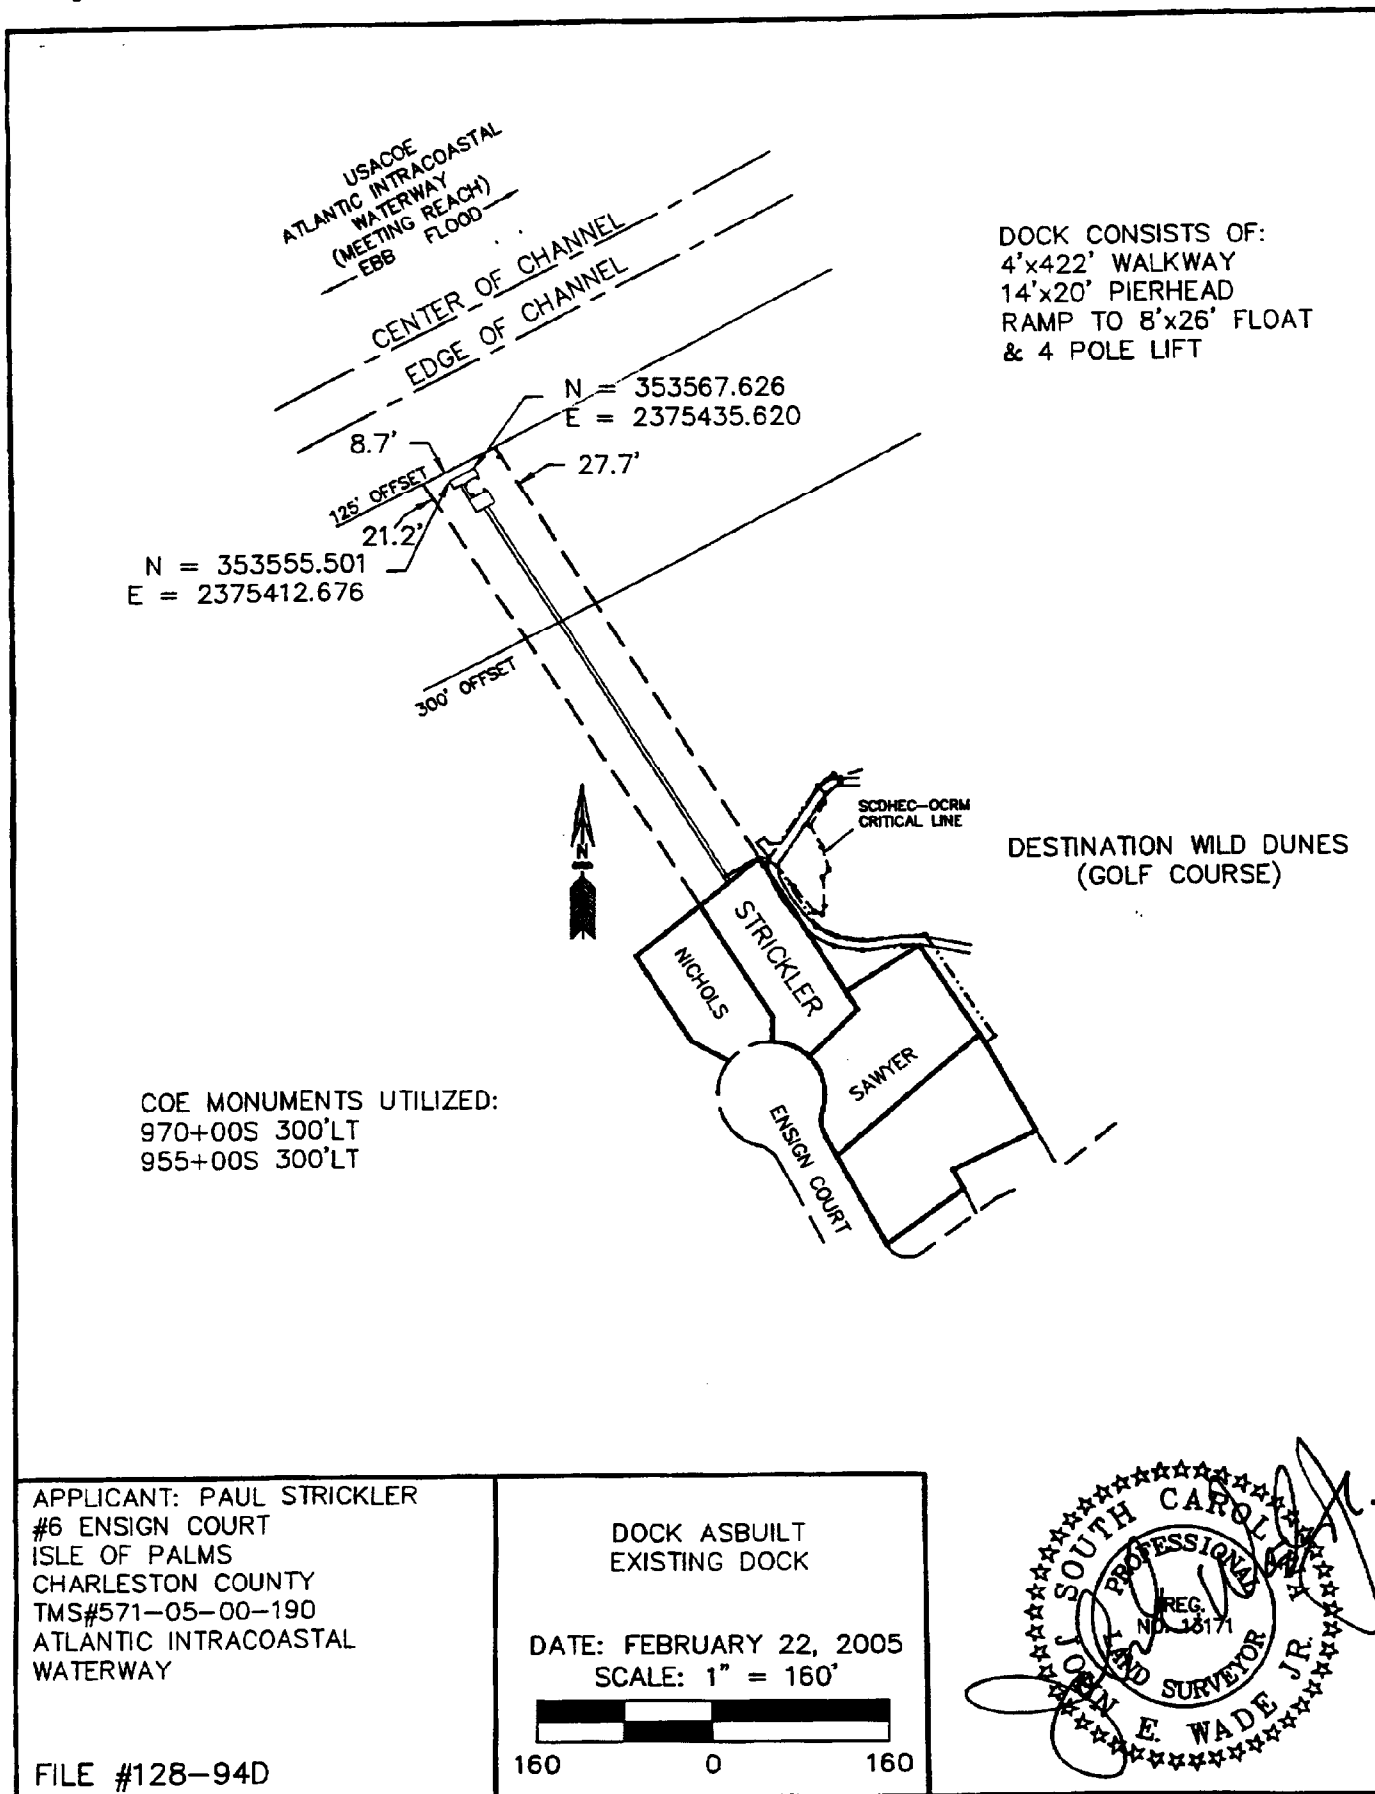 USACOE
ATLANTIC INTRACOASTAL
WATERWAY
(MEETING REACH)
EBB FLOOD
CENTER OF CHANNEL
EDGE OF CHANNEL
DOCK CONSISTS OF:
4'x422' WALKWAY
14'x20' PIERHEAD
RAMP TO 8'x26' FLOAT
& 4 POLE LIFT
N = 353567.626
E = 2375435.620
8.7'
27.7'
125' OFFSET
21.2'
N = 353555.501
E = 2375412.676
300' OFFSET
N
SCDHEC-OCRM
CRITICAL LINE
DESTINATION WILD DUNES
(GOLF COURSE)
STRICKLER
NICHOLS
SAWYER
ENSIGN COURT
COE MONUMENTS UTILIZED:
970+00S 300'LT
955+00S 300'LT
APPLICANT: PAUL STRICKLER
#6 ENSIGN COURT
ISLE OF PALMS
CHARLESTON COUNTY
TMS#571-05-00-190
ATLANTIC INTRACOASTAL
WATERWAY
FILE #128-94D
DOCK ASBUILT
EXISTING DOCK
DATE: FEBRUARY 22, 2005
SCALE: 1" = 160'
160 0 160
SOUTH CAROLINA
PROFESSIONAL
REG.
NO. 13171
LAND SURVEYOR
JOHN E. WADE JR.